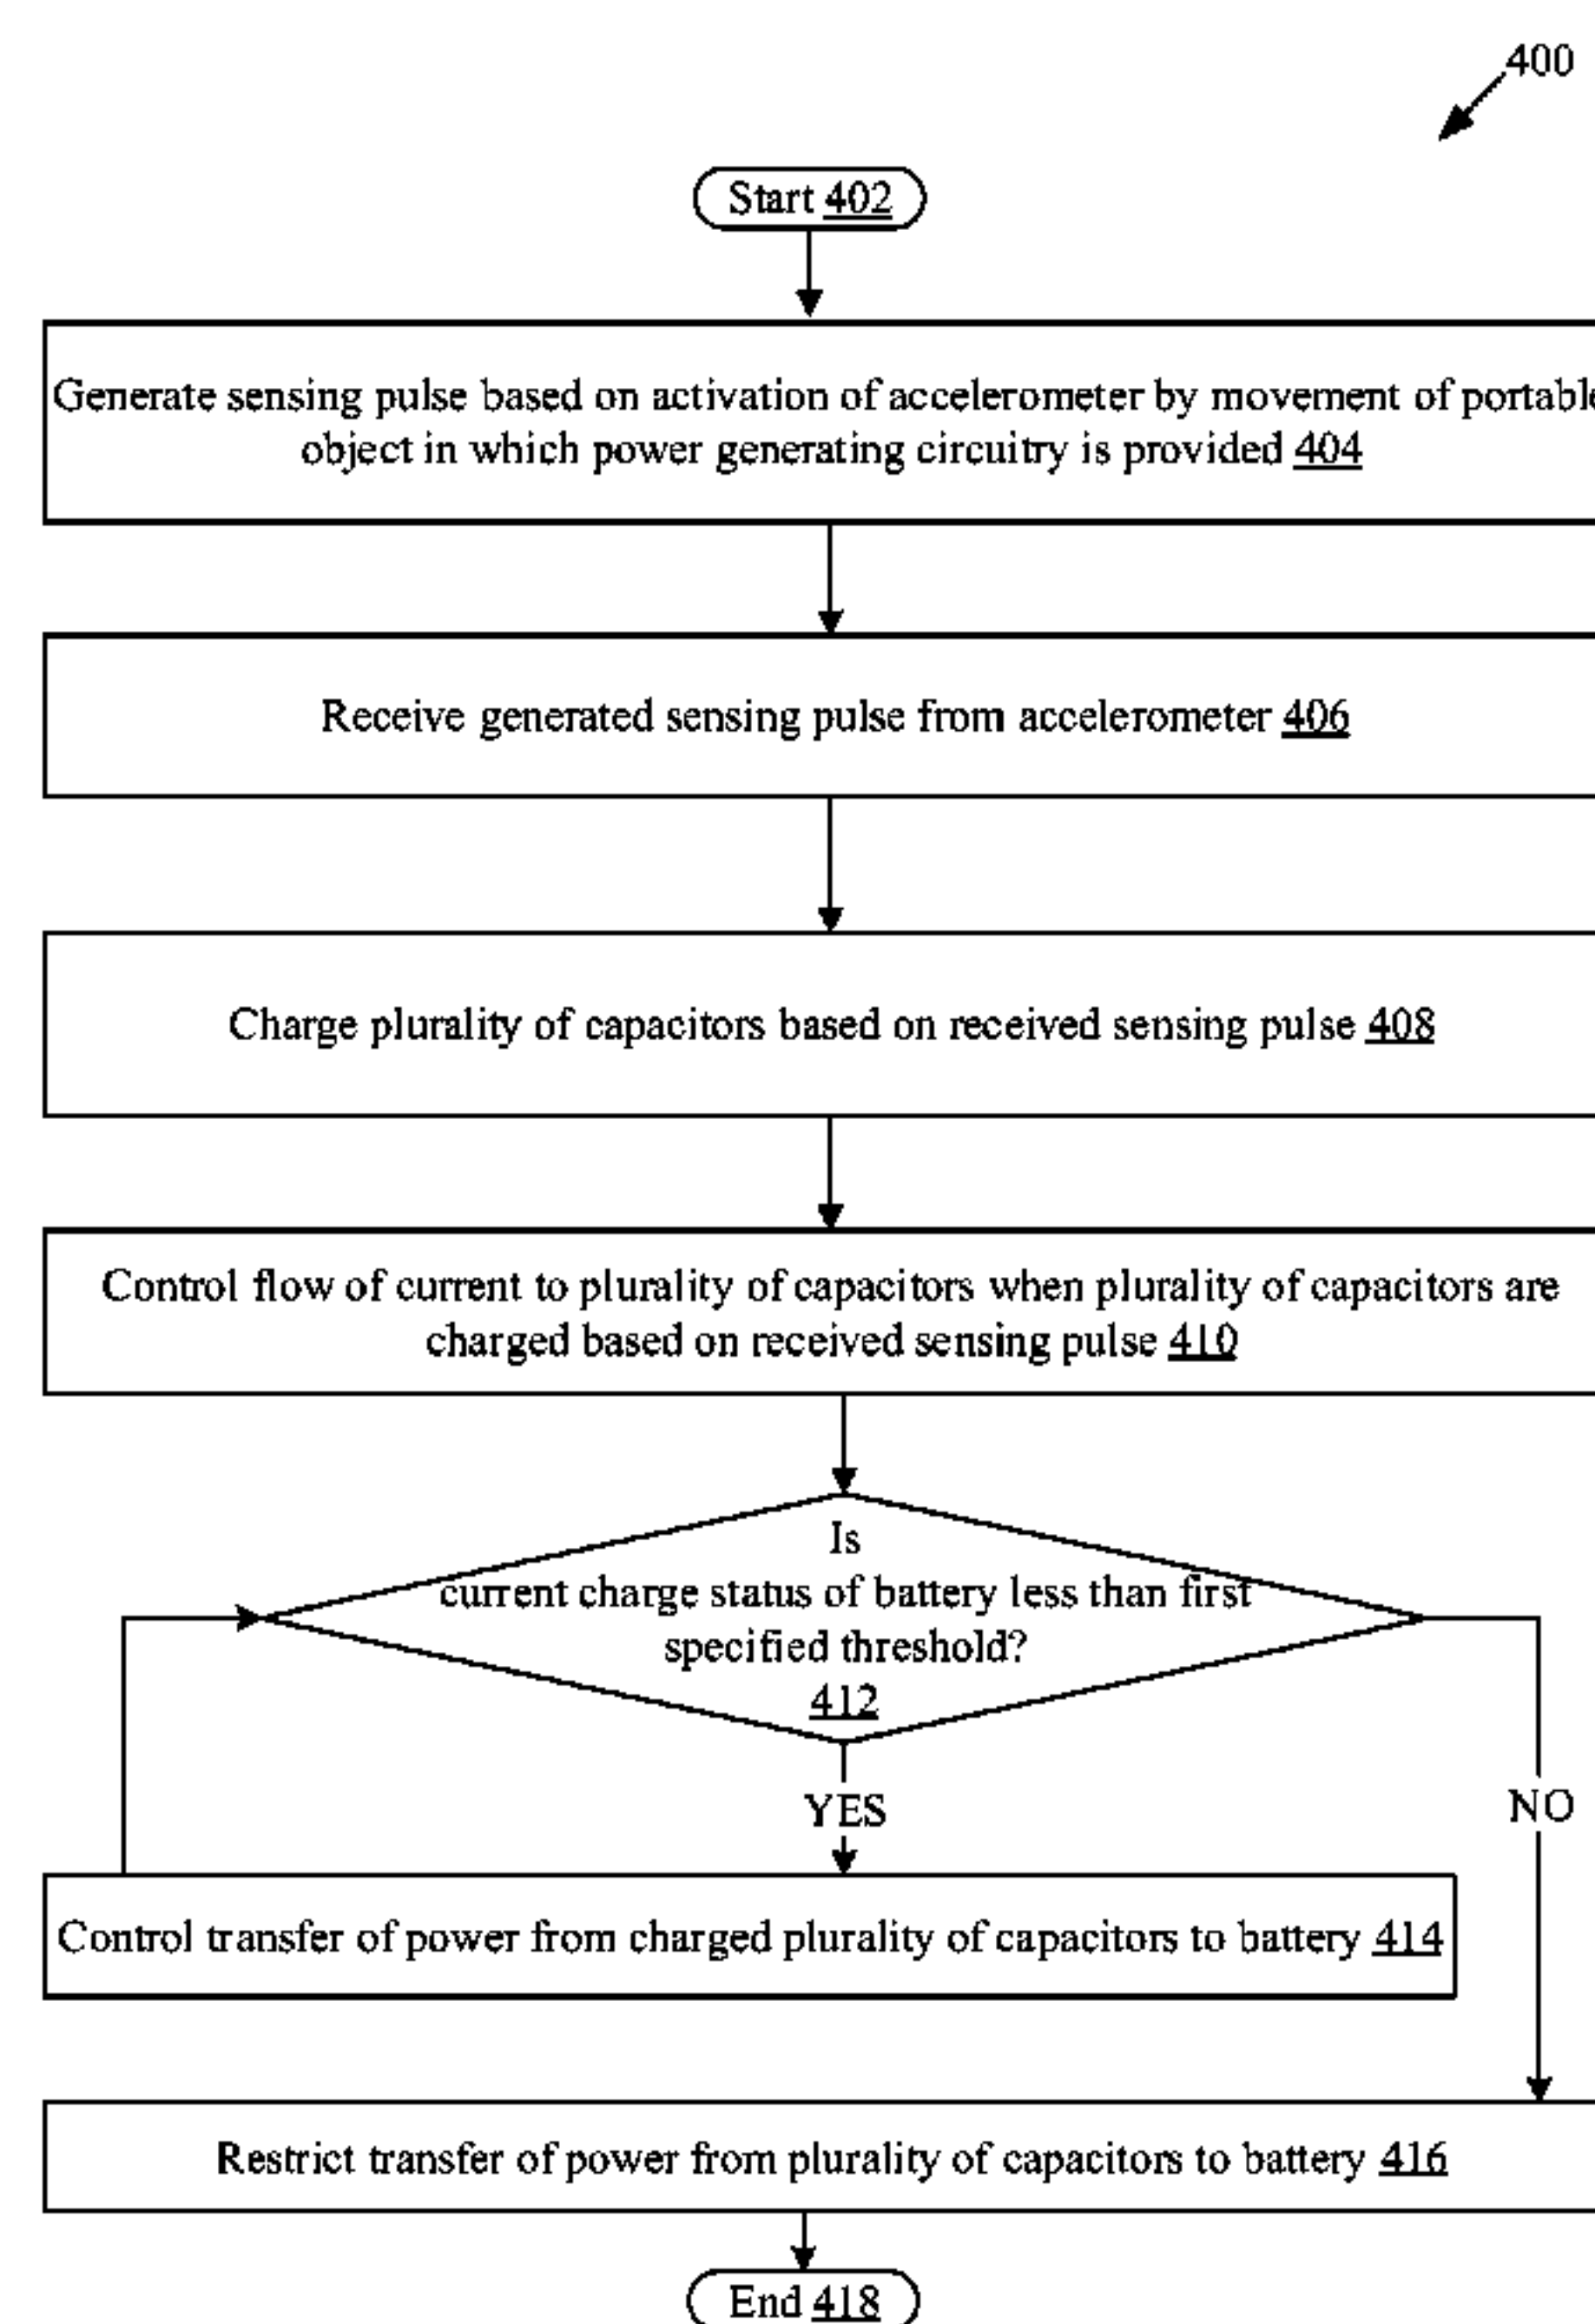 400
Start 402
Generate sensing pulse based on activation of accelerometer by movement of portable
object in which power generating circuitry is provided 404
Receive generated sensing pulse from accelerometer 406
Charge plurality of capacitors based on received sensing pulse 408
Control flow of current to plurality of capacitors when plurality of capacitors are
charged based on received sensing pulse 410
Is
current charge status of battery less than first
specified threshold?
412
YES
NO
Control transfer of power from charged plurality of capacitors to battery 414
Restrict transfer of power from plurality of capacitors to battery 416
End 418